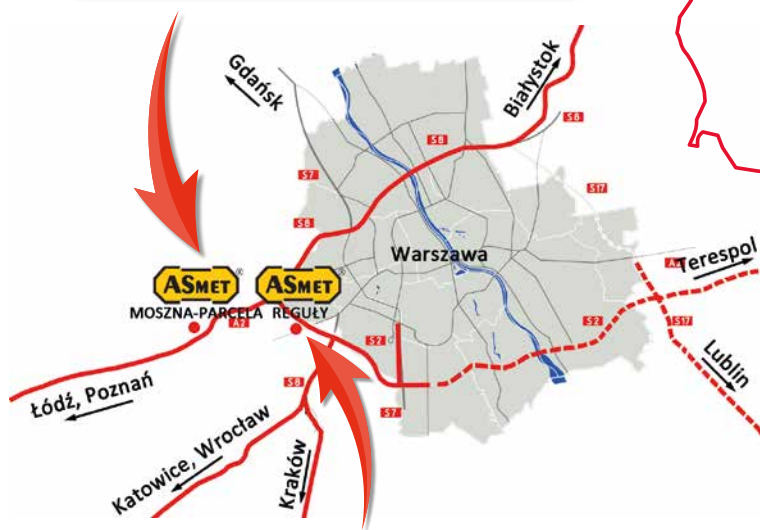 Gdańsk
Białystok
S8
S8
S7
S17
S8
Warszawa
Terespol
ASMET® ASMET®
MOSZNA-PARCELA REGUŁY
A2
S2
S2
S17
Łódź, Poznań
S8
S7
Lublin
Katowice, Wrocław
Kraków